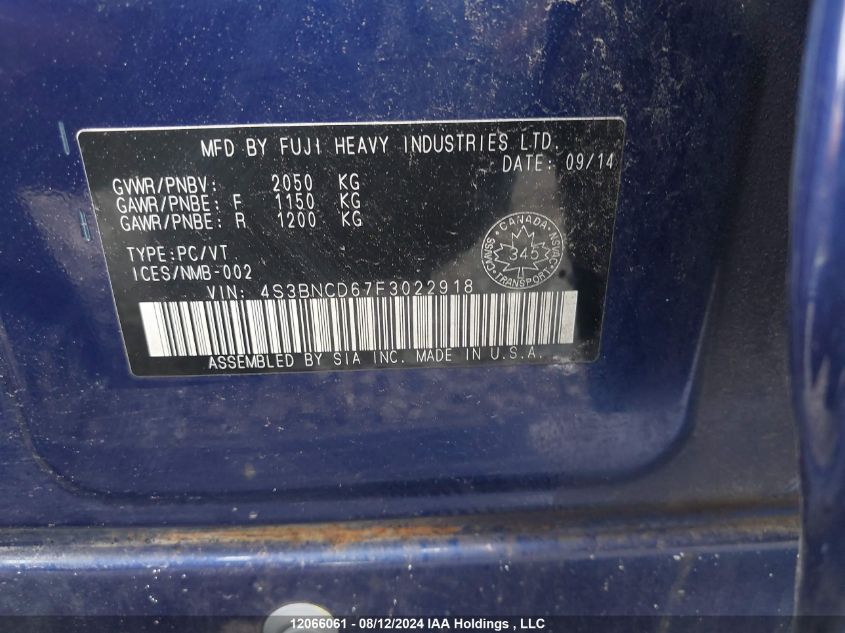 MFD BY FUJI HEAVY INDUSTRIES LTD.
DATE: 09/14
GVWR/PNBV: 2050 KG
GAWR/PNBE: F 1150 KG
GAWR/PNBE: R 1200 KG
TYPE:PC/VT
ICES/NMB-002
CANADA
CMVSS NSVAC
345
TRANSPORT
VIN: 4S3BNCD67F3022918
ASSEMBLED BY SIA INC. MADE IN U.S.A.
12066061 - 08/12/2024 IAA Holdings , LLC